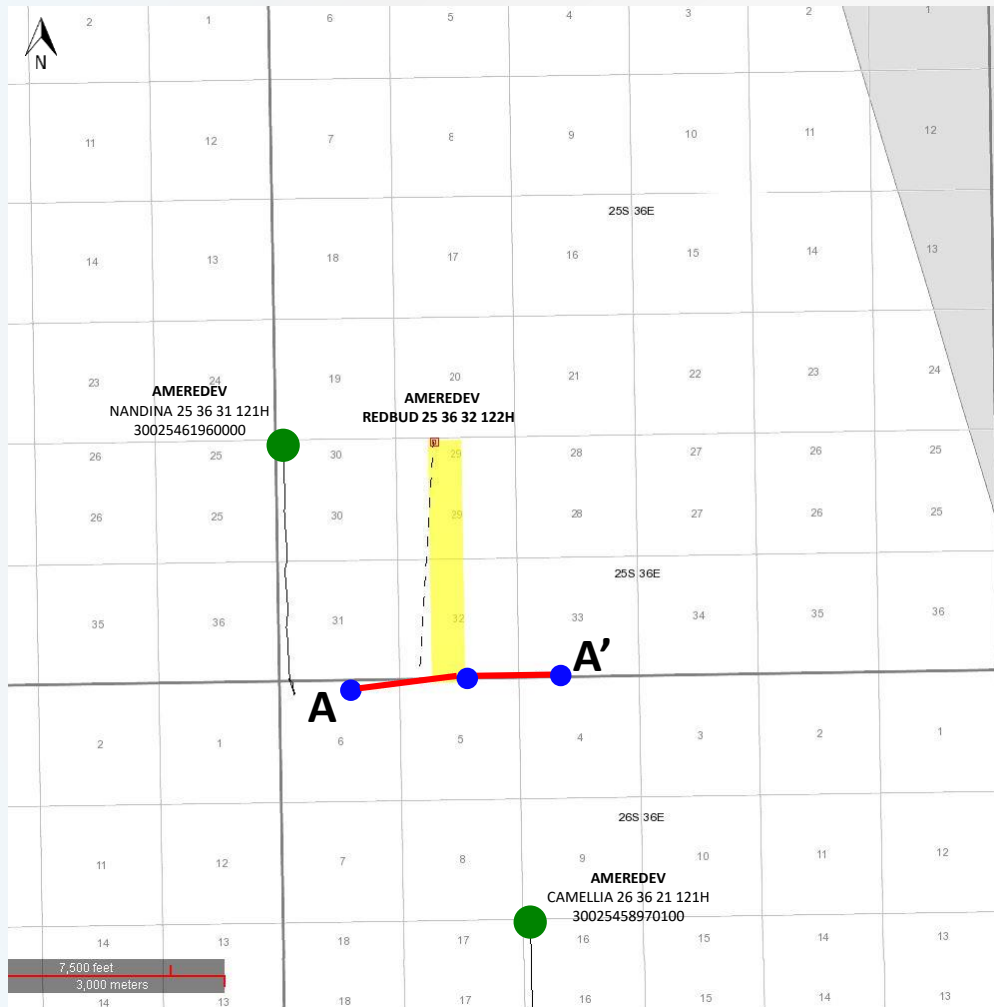 2 1 6 5 4 3 2 1
N
11 12 7 8 9 10 11 12
25S 36E
14 13 18 17 16 15 14 13
23 24 19 20 21 22 23 24
AMEREDEV
NANDINA 25 36 31 121H
30025461960000
AMEREDEV
REDBUD 25 36 32 122H
26 25 30 29 28 27 26 25
26 25 30 29 28 27 26 25
25S 36E
35 36 31 32 33 34 35 36
A A’
2 1 6 5 4 3 2 1
26S 36E
11 12 7 8 9 10 11 12
AMEREDEV
CAMELLIA 26 36 21 121H
30025458970100
14 13 18 17 16 15 14 13
7,500 feet
3,000 meters
14 13 18 17 16 15 14 13